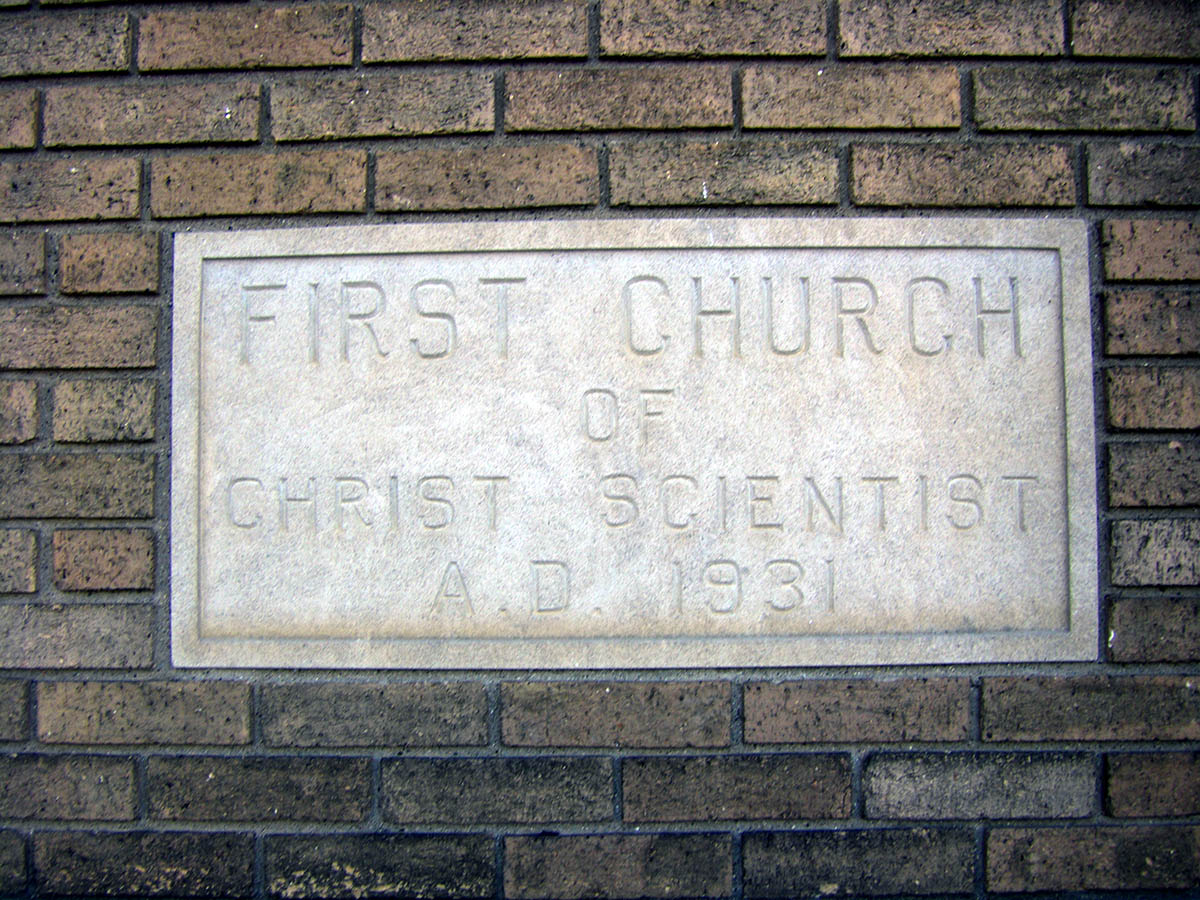 FIRST CHURCH
OF
CHRIST SCIENTIST
A.D. 1931